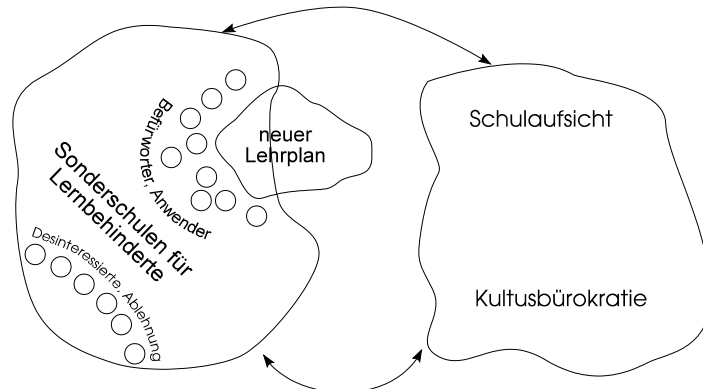 neuer
Lehrplan
Befürworter, Anwender
Sonderschulen für
Lernbehinderte
Desinteressierte, Ablehnung
Schulaufsicht
Kultusbürokratie